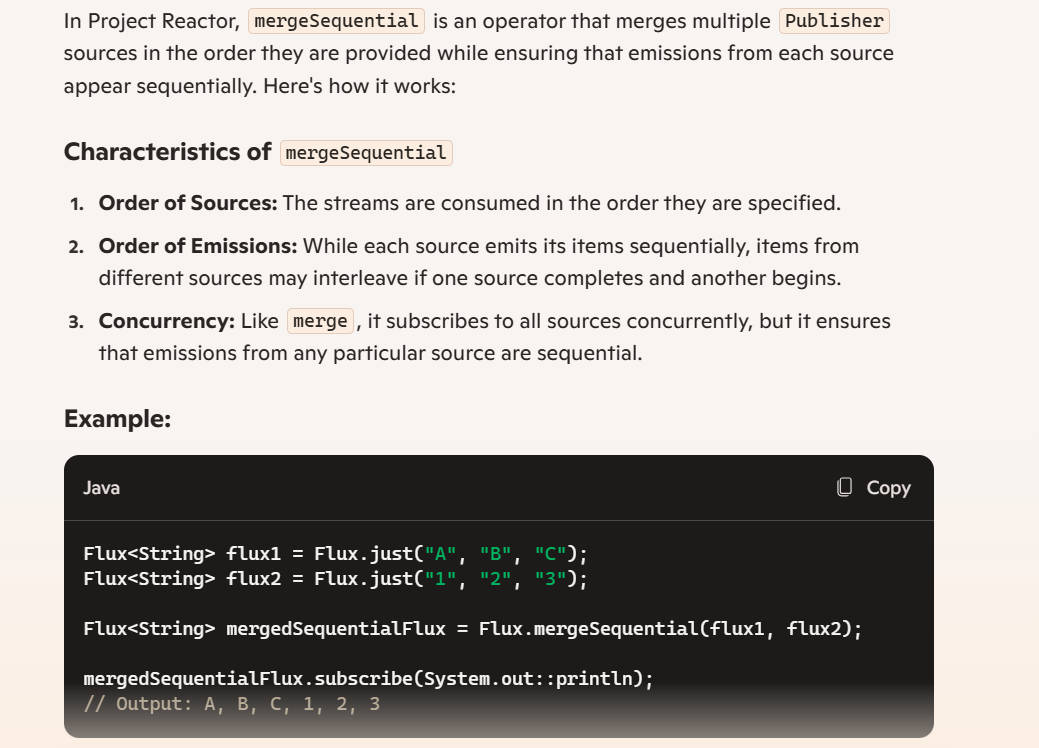 In Project Reactor, mergeSequential is an operator that merges multiple Publisher
sources in the order they are provided while ensuring that emissions from each source
appear sequentially. Here's how it works:
Characteristics of mergeSequential
1. Order of Sources: The streams are consumed in the order they are specified.
2. Order of Emissions: While each source emits its items sequentially, items from
different sources may interleave if one source completes and another begins.
3. Concurrency: Like merge, it subscribes to all sources concurrently, but it ensures
that emissions from any particular source are sequential.
Example:
Java Copy
Flux<String> flux1 = Flux.just("A", "B", "C");
Flux<String> flux2 = Flux.just("1", "2", "3");
Flux<String> mergedSequentialFlux = Flux.mergeSequential(flux1, flux2);
mergedSequentialFlux.subscribe(System.out::println);
// Output: A, B, C, 1, 2, 3